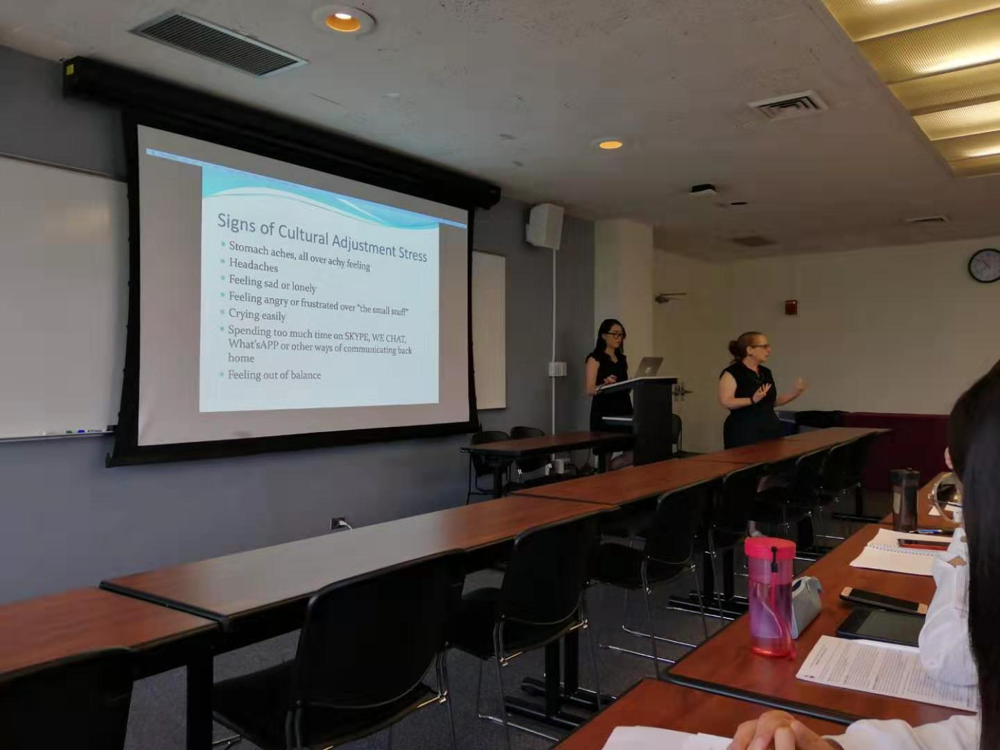 Signs of Cultural Adjustment Stress
Stomach aches, all over achy feeling
Headaches
Feeling sad or lonely
Feeling angry or frustrated over "the small stuff"
Crying easily
Spending too much time on SKYPE, WE CHAT,
What'sAPP or other ways of communicating back
home
Feeling out of balance